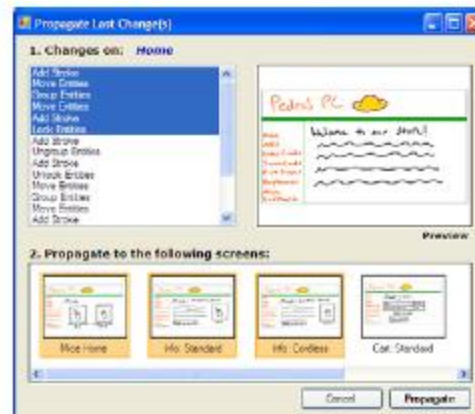 Propagate Last Change(s)
1. Changes on: Home
Add Stroke
Move Entities
Group Entities
Move Entities
Add Stroke
Lock Entities
Add Stroke
Ungroup Entities
Add Stroke
Unlock Entities
Move Entities
Group Entities
Move Entities
Add Stroke
Pedro's PC
Welcome to our store!!
Preview
2. Propagate to the following screens:
Mice Home
Info: Standard
Info: Cordless
Cart: Standard
Cancel
Propagate